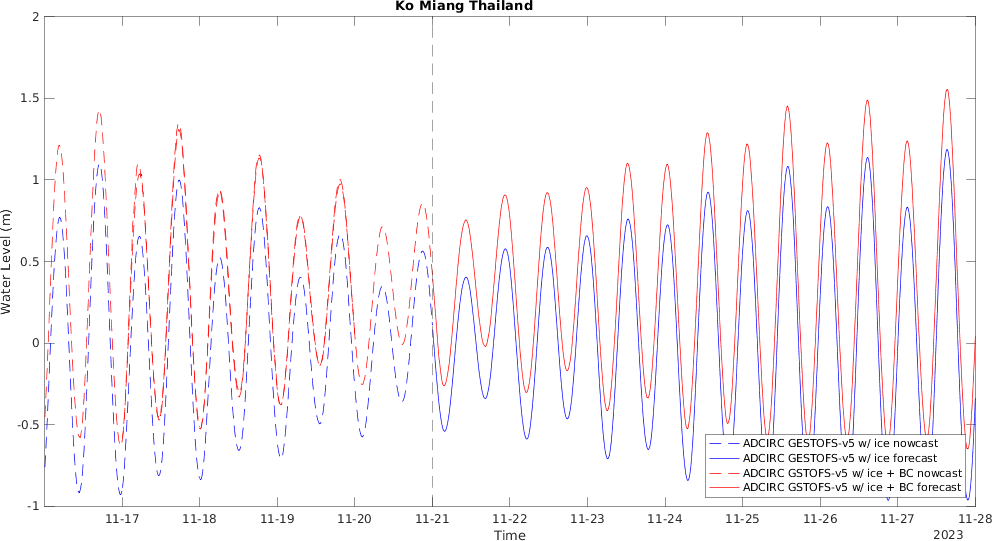 Ko Miang Thailand
Water Level (m)
2
1.5
1
0.5
0
-0.5
-1
ADCIRC GESTOFS-v5 w/ ice nowcast
ADCIRC GESTOFS-v5 w/ ice forecast
ADCIRC GSTOFS-v5 w/ ice + BC nowcast
ADCIRC GSTOFS-v5 w/ ice + BC forecast
11-17 11-18 11-19 11-20 11-21 11-22 11-23 11-24 11-25 11-26 11-27 11-28
Time
2023